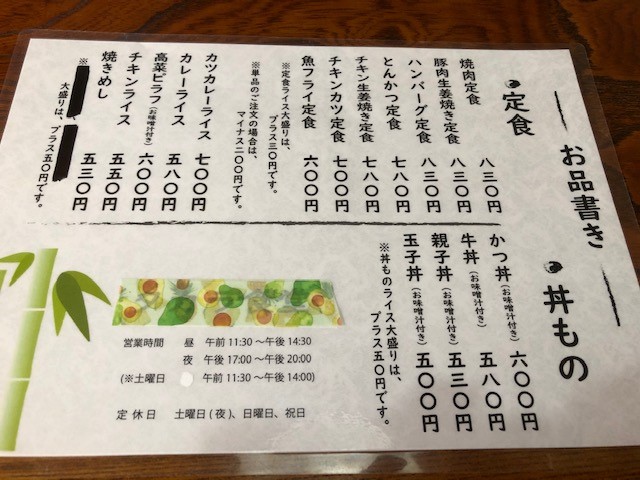 お品書き
定食
焼肉定食 八三〇円
豚肉生姜焼き定食 八三〇円
ハンバーグ定食 八三〇円
とんかつ定食 七八〇円
チキン生姜焼き定食 七八〇円
チキンカツ定食 七〇〇円
魚フライ定食 六〇〇円
※定食ライス大盛りは、
プラス三〇円です。
※単品のご注文の場合は、
マイナス二〇〇円です。
カツカレーライス 七〇〇円
カレーライス 五八〇円
高菜ピラフ(お味噌汁付き) 六〇〇円
チキンライス 五五〇円
焼きめし 五三〇円
※
大盛りは、プラス五〇円です。
丼もの
かつ丼(お味噌汁付き) 六〇〇円
牛丼(お味噌汁付き) 五八〇円
親子丼(お味噌汁付き) 五三〇円
玉子丼(お味噌汁付き) 五〇〇円
※丼ものライス大盛りは、
プラス五〇円です。
営業時間 昼 午前11:30～午後14:30
夜 午後17:00～午後20:00
(※土曜日 午前11:30～午後14:00)
定休日 土曜日(夜)、日曜日、祝日